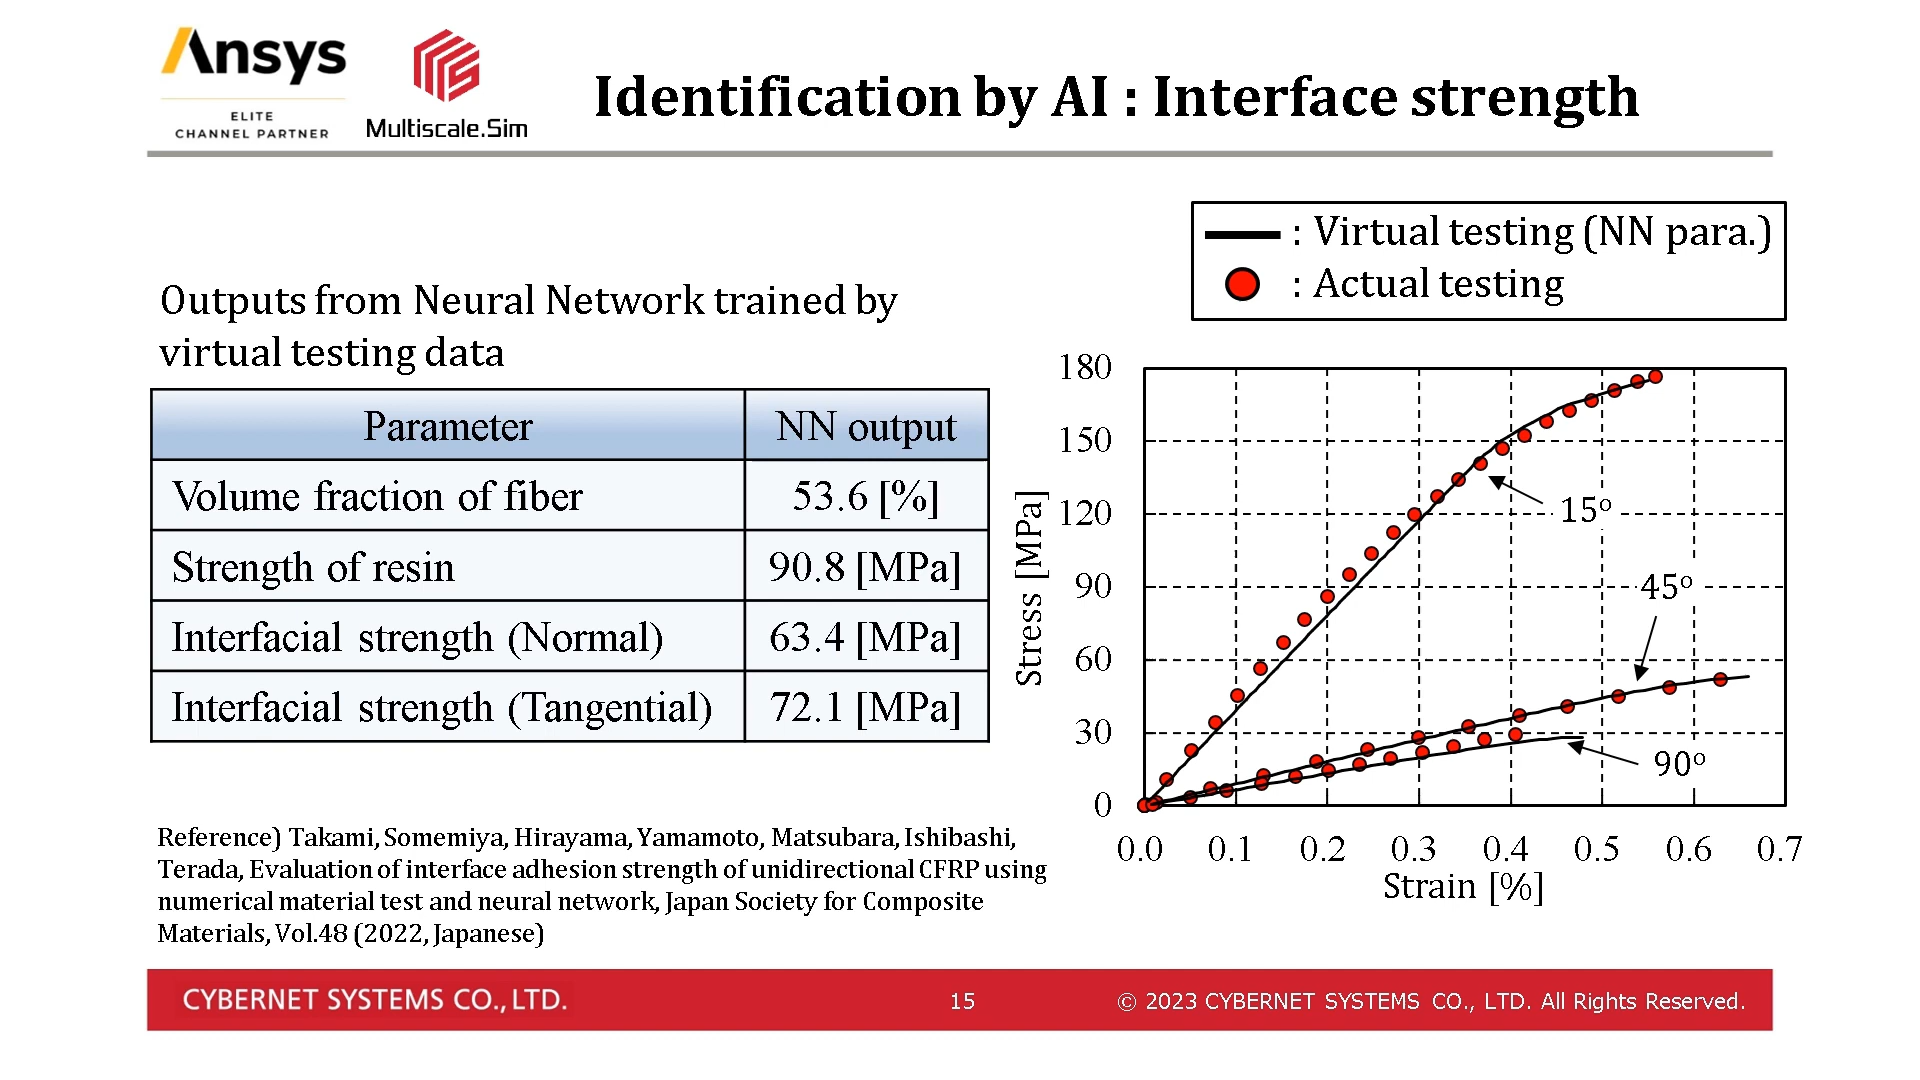 Ansys
ELITE
CHANNEL PARTNER
Multiscale.Sim
Identification by AI : Interface strength
: Virtual testing (NN para.)
: Actual testing
Outputs from Neural Network trained by
virtual testing data
Parameter NN output
Volume fraction of fiber 53.6 [%]
Strength of resin 90.8 [MPa]
Interfacial strength (Normal) 63.4 [MPa]
Interfacial strength (Tangential) 72.1 [MPa]
Stress [MPa]
180
150
120
90
60
30
0
15º
45º
90º
0.0 0.1 0.2 0.3 0.4 0.5 0.6 0.7
Strain [%]
Reference) Takami, Somemiya, Hirayama, Yamamoto, Matsubara, Ishibashi,
Terada, Evaluation of interface adhesion strength of unidirectional CFRP using
numerical material test and neural network, Japan Society for Composite
Materials, Vol.48 (2022, Japanese)
CYBERNET SYSTEMS CO., LTD.
15
© 2023 CYBERNET SYSTEMS CO., LTD. All Rights Reserved.